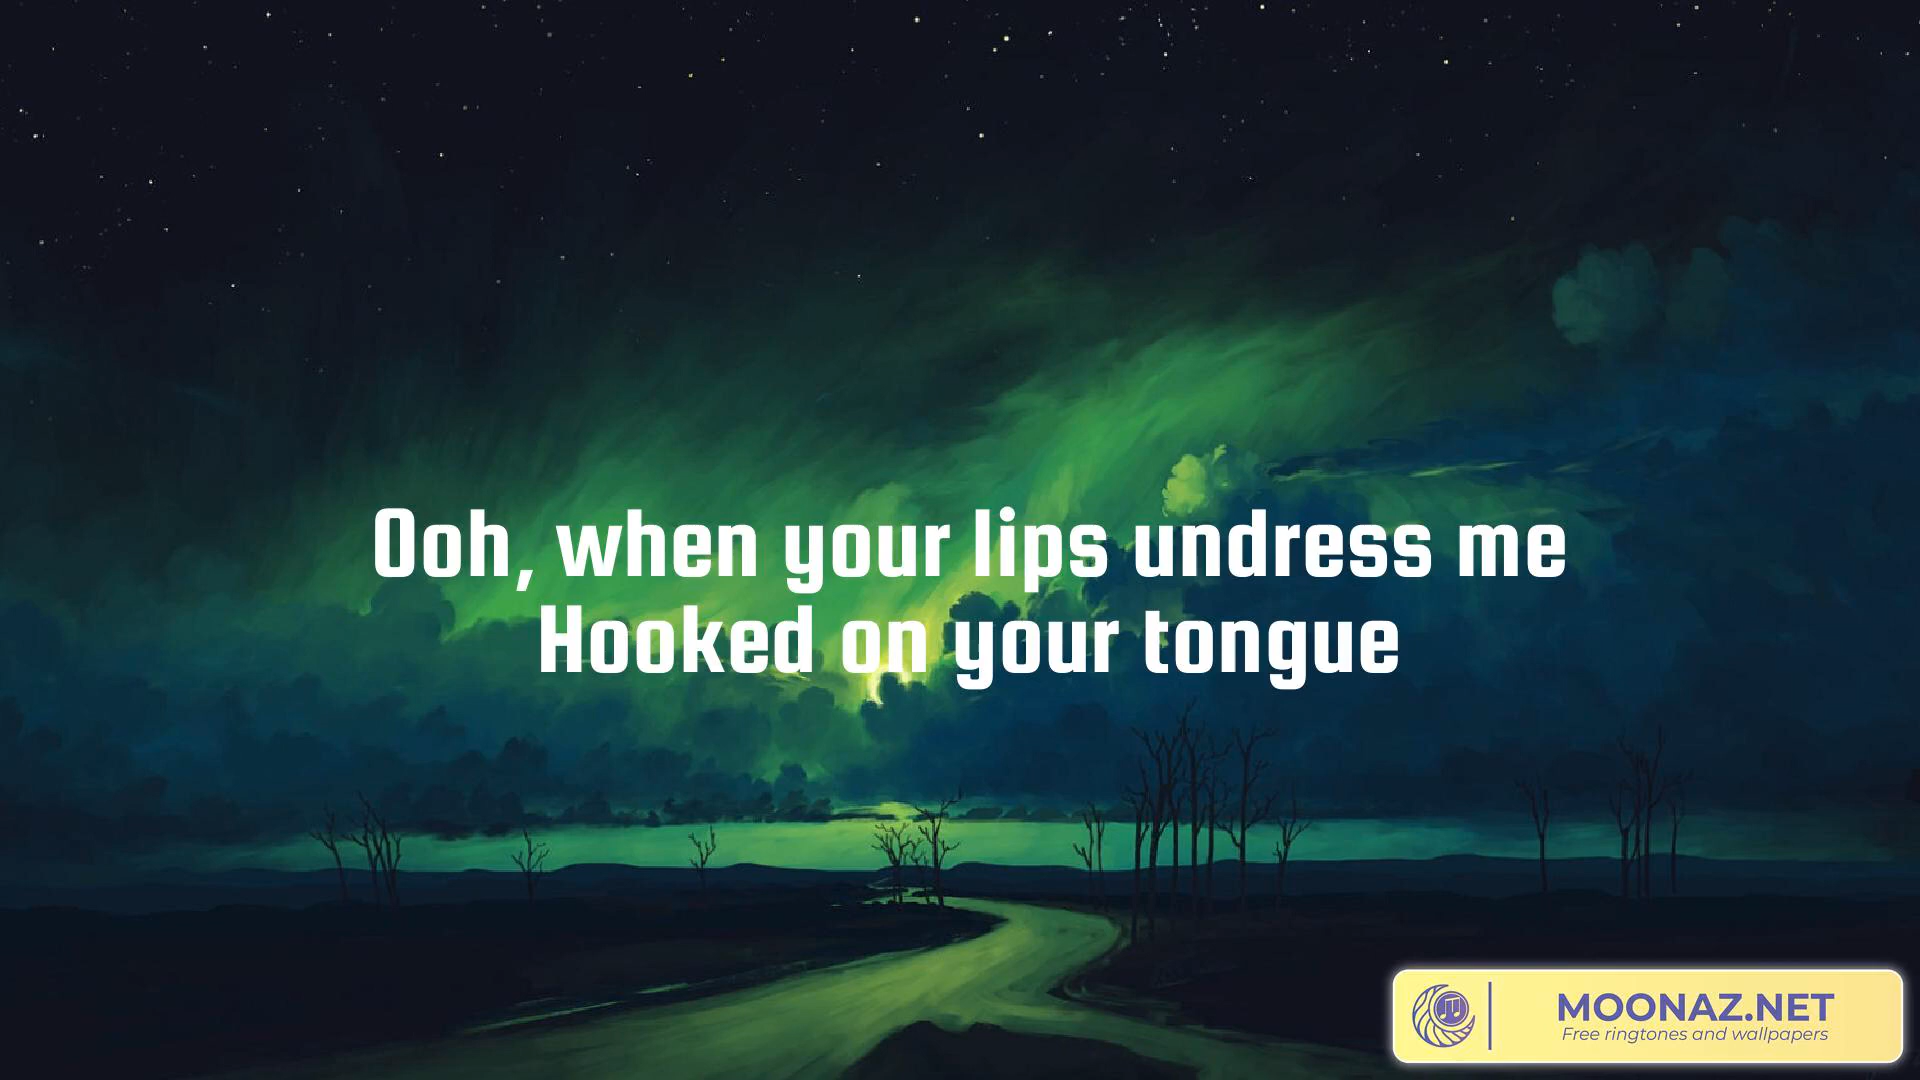 Ooh, when your lips undress me
Hooked on your tongue
MOONAZ.NET
Free ringtones and wallpapers